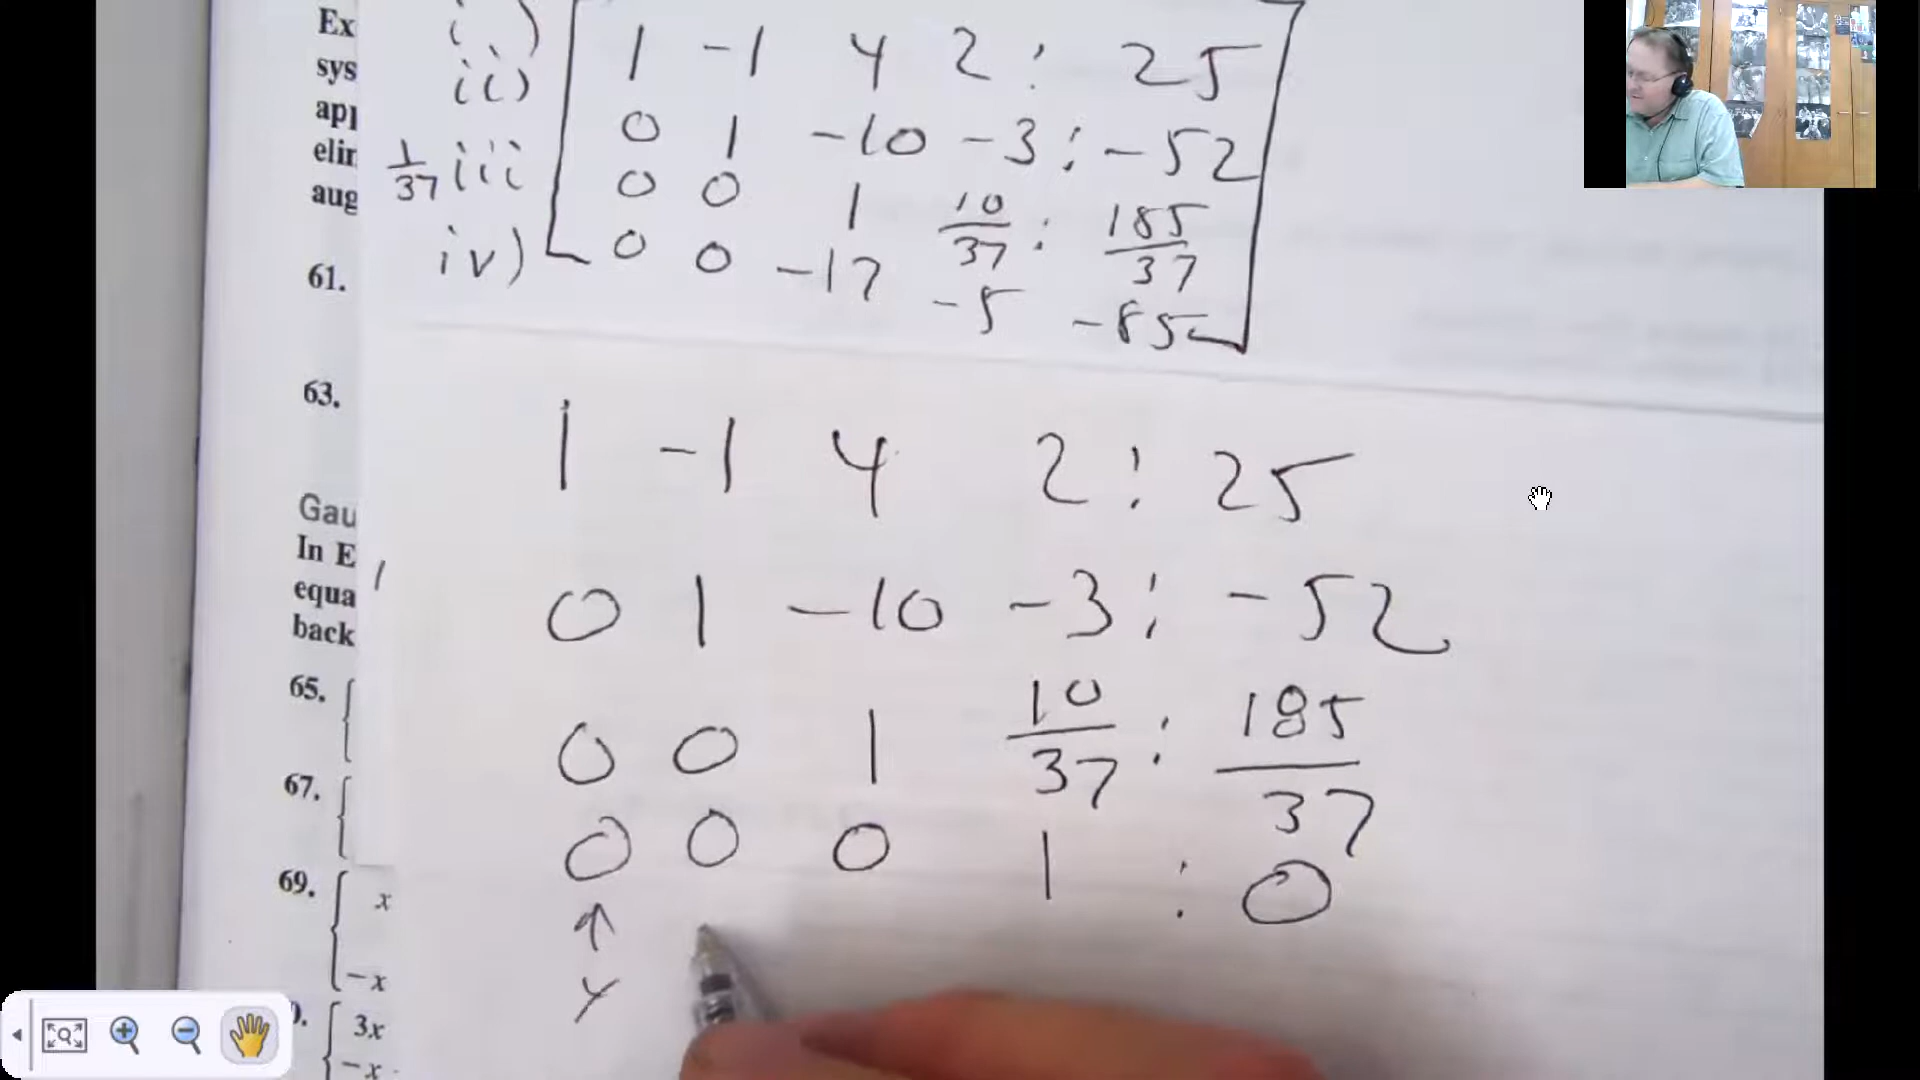 Ex
sys
app
elin
aug
61.
63.
Gau
In E
equa
back
65.
67.
69. { x
-x
3x
-x
i)
ii)
1/37 iii
iv)
1 -1 4 2 : 25
0 1 -10 -3 : -52
0 0 1 10/37 : 185/37
0 0 -17 -5 -85
1 -1 4 2 : 25
0 1 -10 -3 : -52
0 0 1 10/37 : 185/37
0 0 0 1 : 0
↑